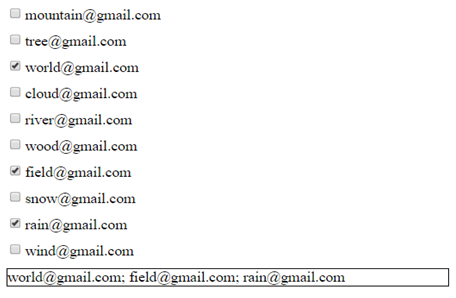 mountain@gmail.com
tree@gmail.com
world@gmail.com
cloud@gmail.com
river@gmail.com
wood@gmail.com
field@gmail.com
snow@gmail.com
rain@gmail.com
wind@gmail.com
world@gmail.com; field@gmail.com; rain@gmail.com